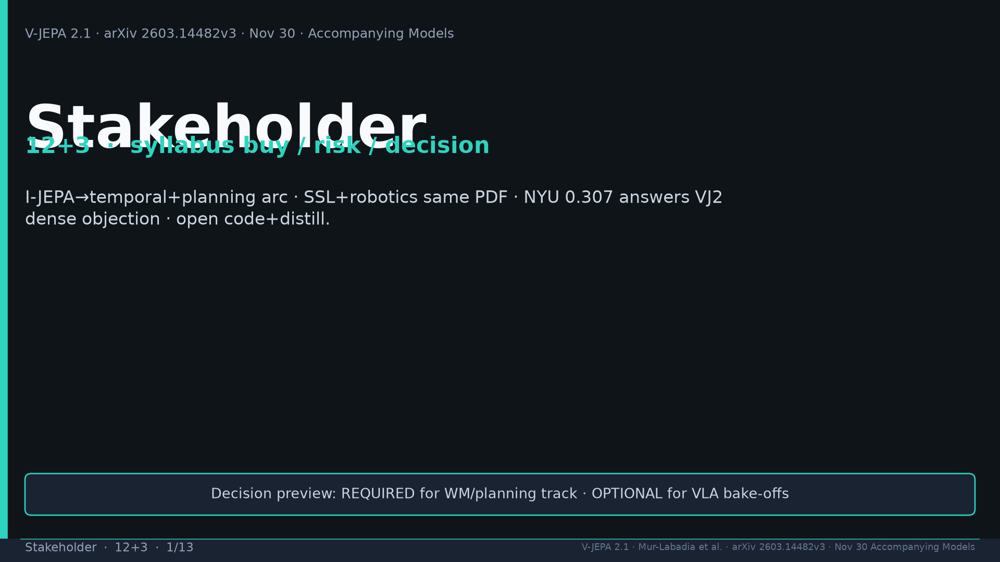 V-JEPA 2.1 · arXiv 2603.14482v3 · Nov 30 · Accompanying Models
Stakeholder
12+3 · syllabus buy / risk / decision
I-JEPA→temporal+planning arc · SSL+robotics same PDF · NYU 0.307 answers VJ2
dense objection · open code+distill.
Decision preview: REQUIRED for WM/planning track · OPTIONAL for VLA bake-offs
Stakeholder · 12+3 · 1/13
V-JEPA 2.1 · Mur-Labadia et al. · arXiv 2603.14482v3 · Nov 30 Accompanying Models